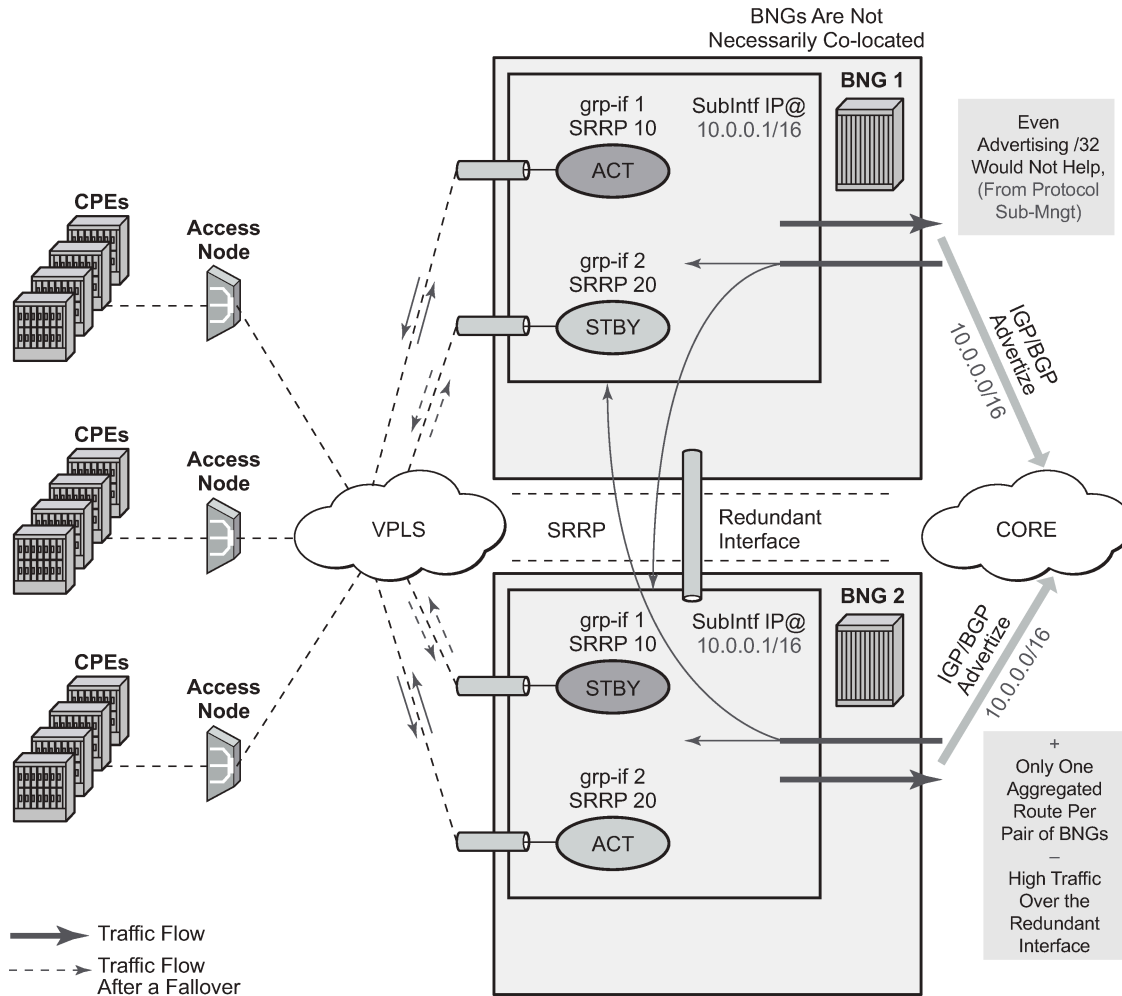 BNGs Are Not
Necessarily Co-located
BNG 1
grp-if 1
SRRP 10
SubIntf IP@
10.0.0.1/16
ACT
grp-if 2
SRRP 20
STBY
Even
Advertising /32
Would Not Help,
(From Protocol
Sub-Mngt)
CPEs
Access
Node
IGP/BGP
Advertize
10.0.0.0/16
CPEs
Access
Node
VPLS
SRRP
Redundant
Interface
CORE
BNG 2
grp-if 1
SRRP 10
SubIntf IP@
10.0.0.1/16
STBY
grp-if 2
SRRP 20
ACT
IGP/BGP
Advertize
10.0.0.0/16
CPEs
Access
Node
+
Only One
Aggregated
Route Per
Pair of BNGs
–
High Traffic
Over the
Redundant
Interface
Traffic Flow
Traffic Flow
After a Fallover